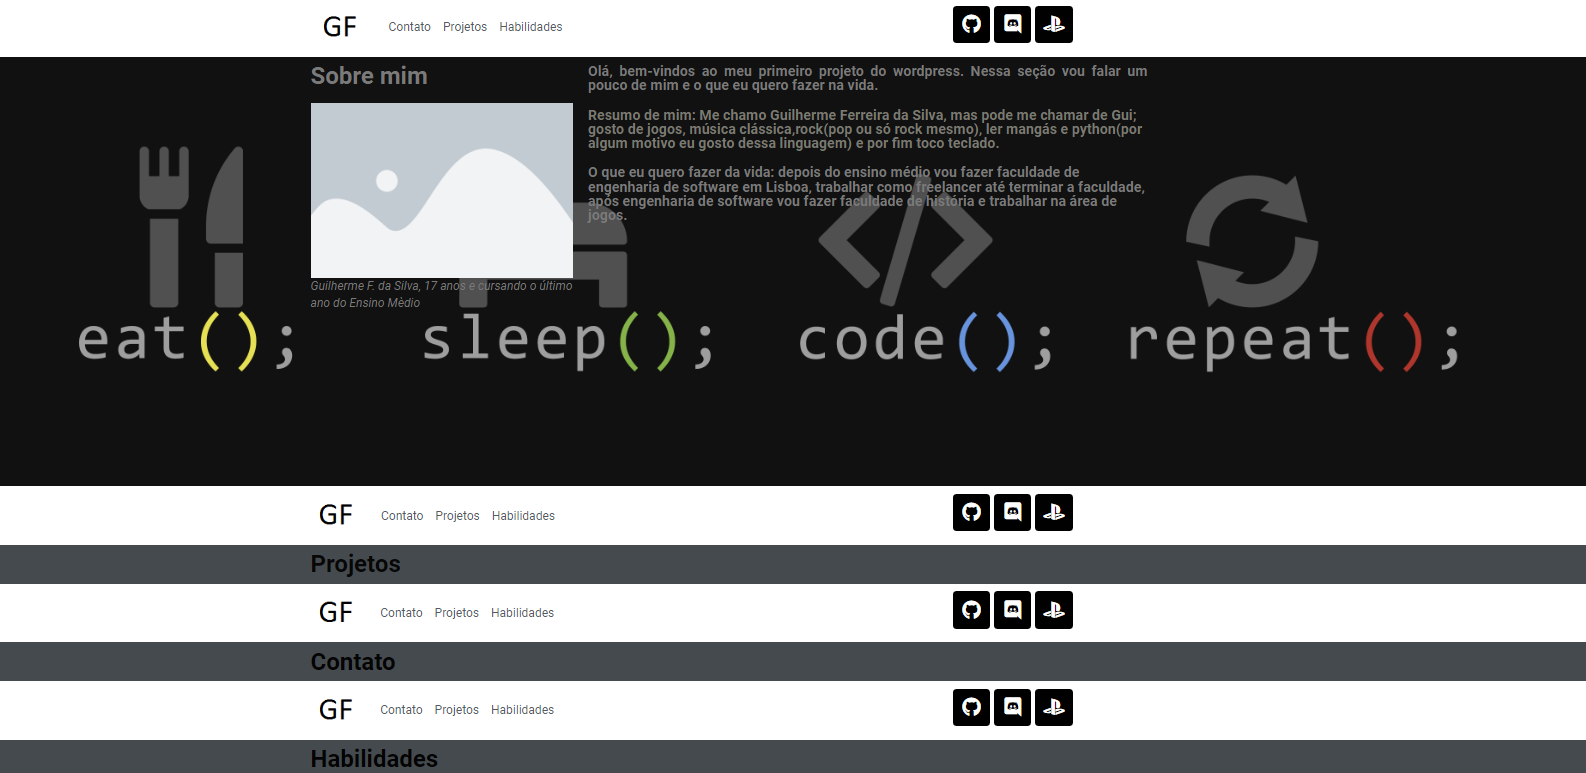 GF Contato Projetos Habilidades
Sobre mim
Olá, bem-vindos ao meu primeiro projeto do wordpress. Nessa seção vou falar um
pouco de mim e o que eu quero fazer na vida.
Resumo de mim: Me chamo Guilherme Ferreira da Silva, mas pode me chamar de Gui;
gosto de jogos, música clássica,rock(pop ou só rock mesmo), ler mangás e python(por
algum motivo eu gosto dessa linguagem) e por fim toco teclado.
O que eu quero fazer da vida: depois do ensino médio vou fazer faculdade de
engenharia de software em Lisboa, trabalhar como freelancer até terminar a faculdade,
após engenharia de software vou fazer faculdade de história e trabalhar na área de
jogos.
Guilherme F. da Silva, 17 anos e cursando o último
ano do Ensino Mèdio
eat(); sleep(); code(); repeat();
GF Contato Projetos Habilidades
Projetos
GF Contato Projetos Habilidades
Contato
GF Contato Projetos Habilidades
Habilidades